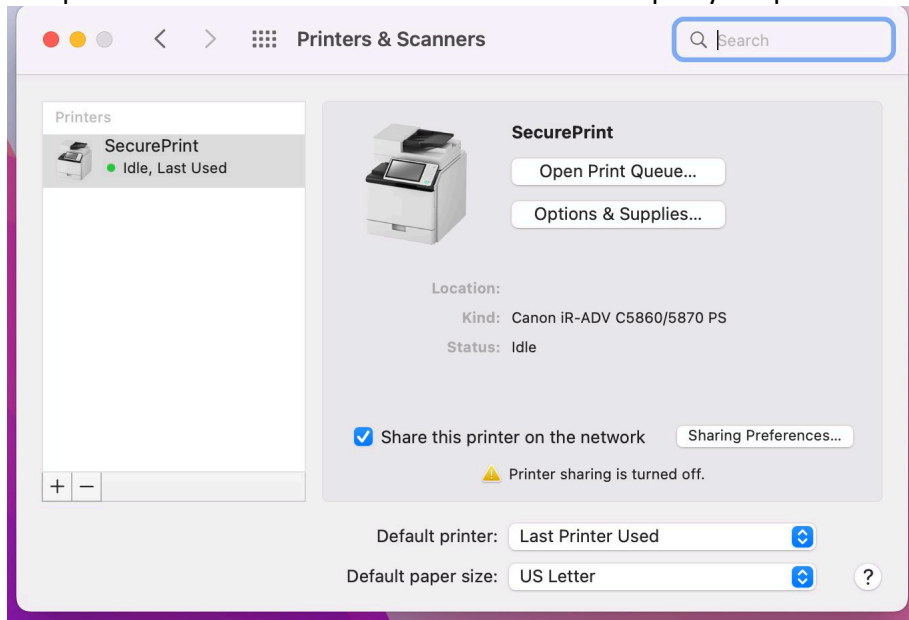 Printers & Scanners
Search
Printers
SecurePrint
Idle, Last Used
SecurePrint
Open Print Queue...
Options & Supplies...
Location:
Kind: Canon iR-ADV C5860/5870 PS
Status: Idle
Share this printer on the network
Sharing Preferences...
Printer sharing is turned off.
+ −
Default printer: Last Printer Used
Default paper size: US Letter
?